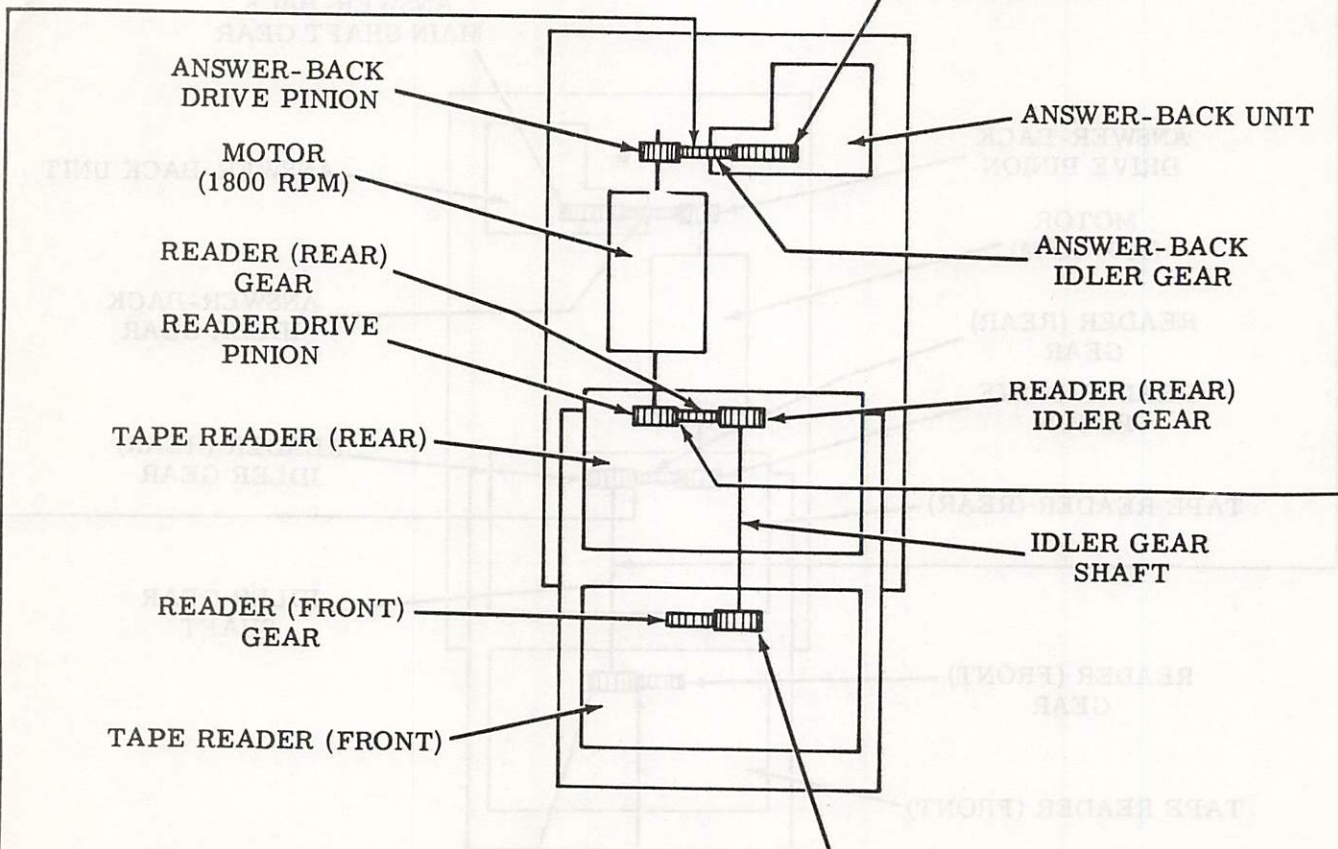 ANSWER-BACK
DRIVE PINION
MOTOR
(1800 RPM)
READER (REAR)
GEAR
READER DRIVE
PINION
TAPE READER (REAR)
READER (FRONT)
GEAR
TAPE READER (FRONT)
ANSWER-BACK UNIT
ANSWER-BACK
IDLER GEAR
READER (REAR)
IDLER GEAR
IDLER GEAR
SHAFT